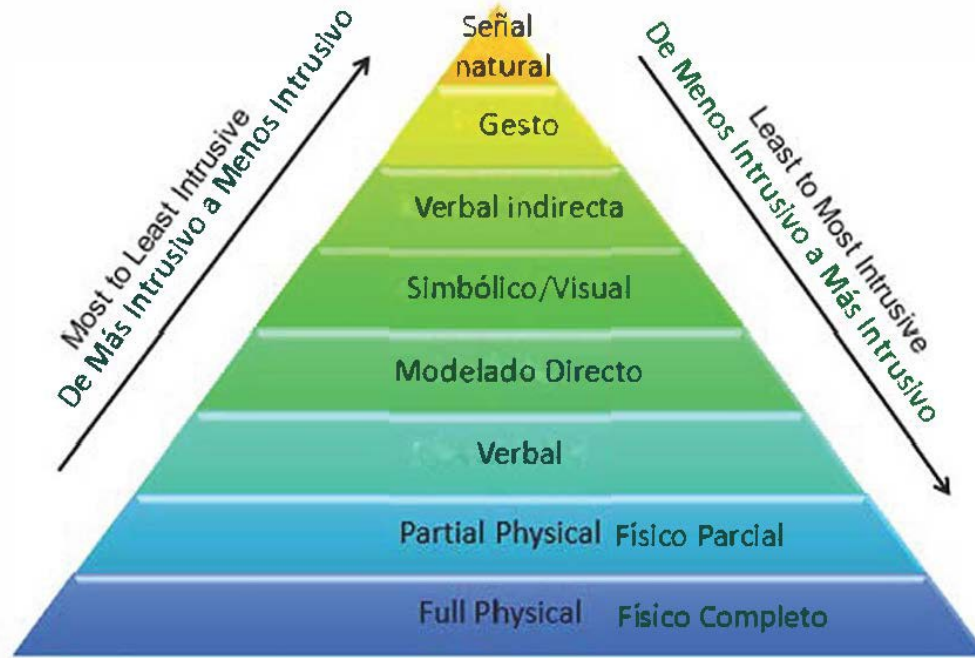 Señal
natural
Gesto
Verbal indirecta
Simbólico/Visual
Modelado Directo
Verbal
Partial Physical Físico Parcial
Full Physical Físico Completo
Most to Least Intrusive
De Más Intrusivo a Menos Intrusivo
De Menos Intrusivo a Más Intrusivo
Least to Most Intrusive